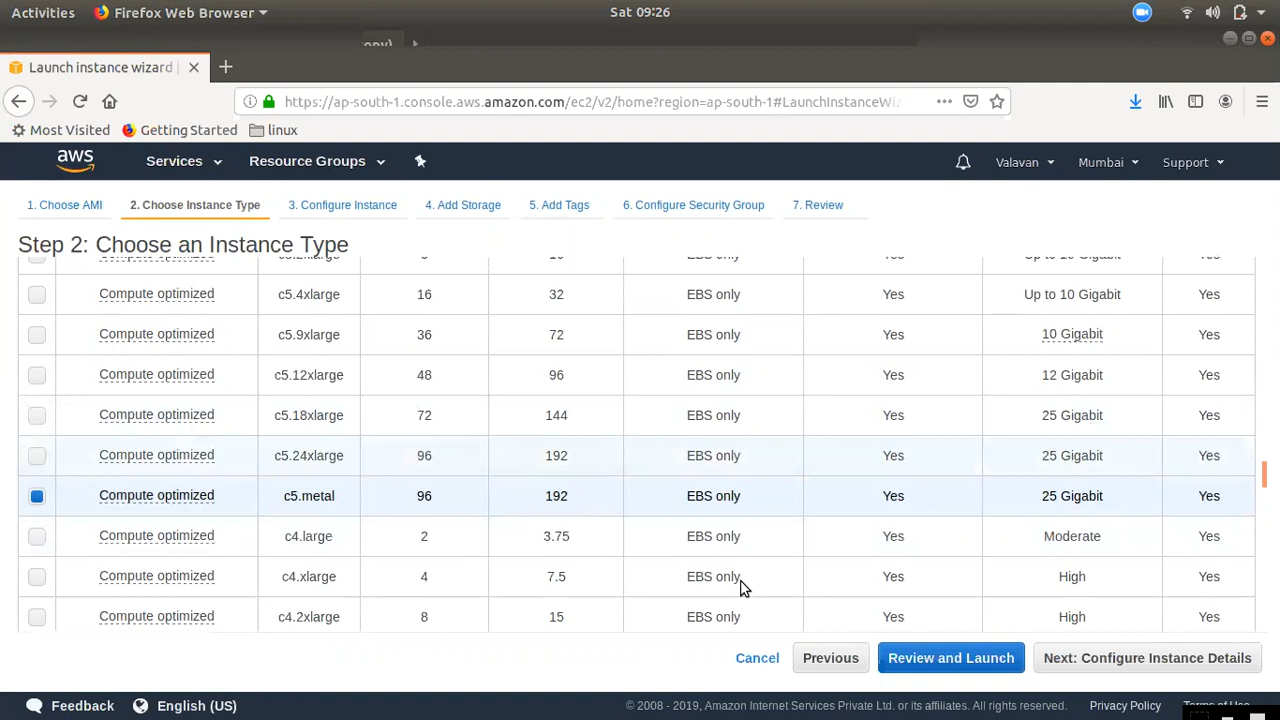 Activities Firefox Web Browser Sat 09:26
Launch instance wizard
https://ap-south-1.console.aws.amazon.com/ec2/v2/home?region=ap-south-1#LaunchInstanceWiz
Most Visited Getting Started linux
aws Services Resource Groups Valavan Mumbai Support
1. Choose AMI 2. Choose Instance Type 3. Configure Instance 4. Add Storage 5. Add Tags 6. Configure Security Group 7. Review
Step 2: Choose an Instance Type
Compute optimized c5.4xlarge 16 32 EBS only Yes Up to 10 Gigabit Yes
Compute optimized c5.9xlarge 36 72 EBS only Yes 10 Gigabit Yes
Compute optimized c5.12xlarge 48 96 EBS only Yes 12 Gigabit Yes
Compute optimized c5.18xlarge 72 144 EBS only Yes 25 Gigabit Yes
Compute optimized c5.24xlarge 96 192 EBS only Yes 25 Gigabit Yes
Compute optimized c5.metal 96 192 EBS only Yes 25 Gigabit Yes
Compute optimized c4.large 2 3.75 EBS only Yes Moderate Yes
Compute optimized c4.xlarge 4 7.5 EBS only Yes High Yes
Compute optimized c4.2xlarge 8 15 EBS only Yes High Yes
Cancel Previous Review and Launch Next: Configure Instance Details
Feedback English (US) © 2008 - 2019, Amazon Internet Services Private Ltd. or its affiliates. All rights reserved. Privacy Policy Terms of Use